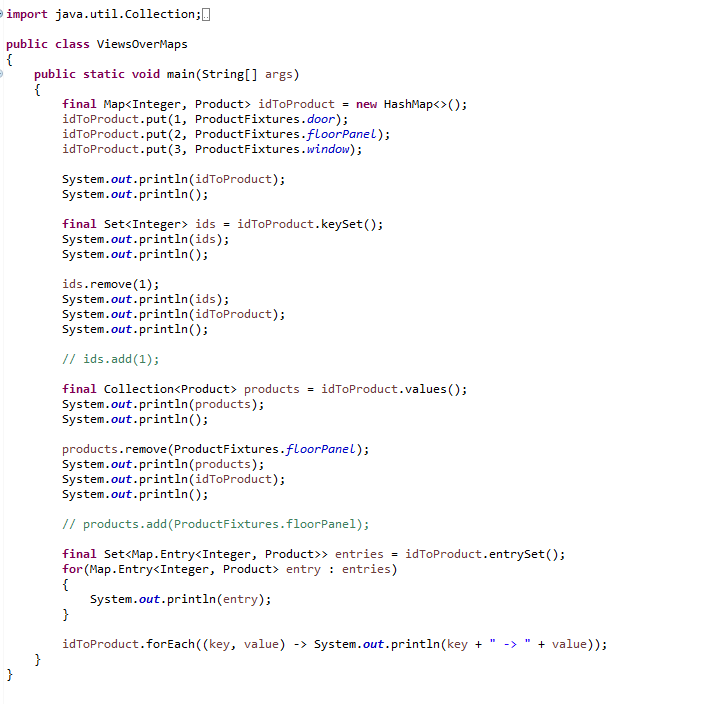 import java.util.Collection;
public class ViewsOverMaps
{
    public static void main(String[] args)
    {
        final Map<Integer, Product> idToProduct = new HashMap<>();
        idToProduct.put(1, ProductFixtures.door);
        idToProduct.put(2, ProductFixtures.floorPanel);
        idToProduct.put(3, ProductFixtures.window);
        System.out.println(idToProduct);
        System.out.println();
        final Set<Integer> ids = idToProduct.keySet();
        System.out.println(ids);
        System.out.println();
        ids.remove(1);
        System.out.println(ids);
        System.out.println(idToProduct);
        System.out.println();
        // ids.add(1);
        final Collection<Product> products = idToProduct.values();
        System.out.println(products);
        System.out.println();
        products.remove(ProductFixtures.floorPanel);
        System.out.println(products);
        System.out.println(idToProduct);
        System.out.println();
        // products.add(ProductFixtures.floorPanel);
        final Set<Map.Entry<Integer, Product>> entries = idToProduct.entrySet();
        for(Map.Entry<Integer, Product> entry : entries)
        {
            System.out.println(entry);
        }
        idToProduct.forEach((key, value) -> System.out.println(key + " -> " + value));
    }
}